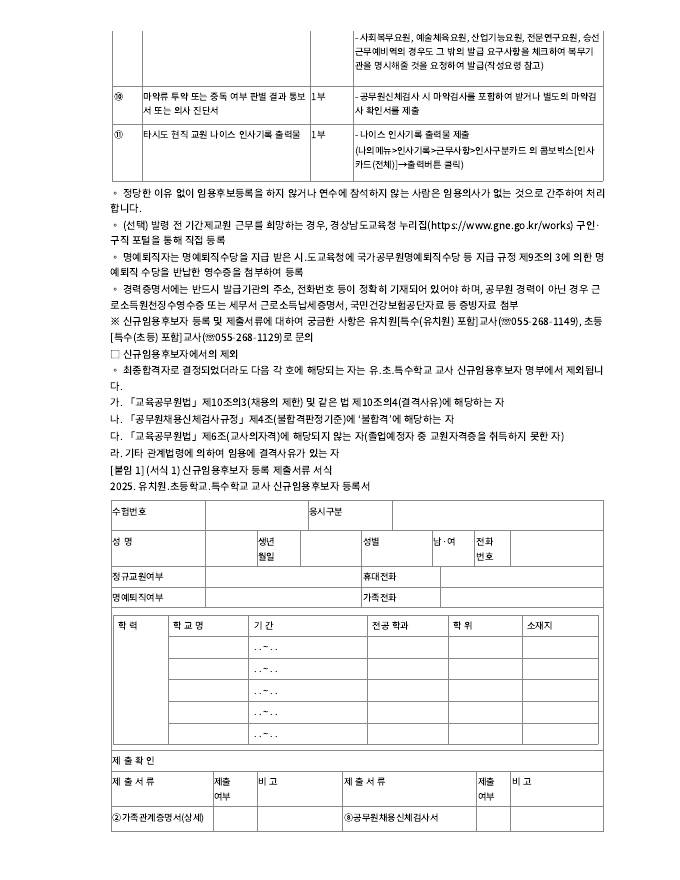 - 사회복무요원, 예술체육요원, 산업기능요원, 전문연구요원, 승선
근무예비역의 경우도 그 밖의 발급 요구사항을 체크하여 복무기
관을 명시해줄 것을 요청하여 발급(작성요령 참고)
⑩ 마약류 투약 또는 중독 여부 판별 결과 통보 1부 - 공무원신체검사 시 마약검사를 포함하여 받거나 별도의 마약검
서 또는 의사 진단서 사 확인서를 제출
⑪ 타시도 현직 교원 나이스 인사기록 출력물 1부 - 나이스 인사기록 출력물 제출
(나의메뉴>인사기록>근무사항>인사구분카드 의 콤보박스[인사
카드(전체)]→출력버튼 클릭)
◦ 정당한 이유 없이 임용후보등록을 하지 않거나 연수에 참석하지 않는 사람은 임용의사가 없는 것으로 간주하여 처리
합니다.
◦ (선택) 발령 전 기간제교원 근무를 희망하는 경우, 경상남도교육청 누리집(https://www.gne.go.kr/works) 구인·
구직 포털을 통해 직접 등록
◦ 명예퇴직자는 명예퇴직수당을 지급 받은 시.도교육청에 국가공무원명예퇴직수당 등 지급 규정 제9조의 3에 의한 명
예퇴직 수당을 반납한 영수증을 첨부하여 등록
◦ 경력증명서에는 반드시 발급기관의 주소, 전화번호 등이 정확히 기재되어 있어야 하며, 공무원 경력이 아닌 경우 근
로소득원천징수영수증 또는 세무서 근로소득납세증명서, 국민건강보험공단자료 등 증빙자료 첨부
※ 신규임용후보자 등록 및 제출서류에 대하여 궁금한 사항은 유치원[특수(유치원) 포함]교사(☏055-268-1149), 초등
[특수(초등) 포함]교사(☏055-268-1129)로 문의
□ 신규임용후보자에서의 제외
◦ 최종합격자로 결정되었더라도 다음 각 호에 해당되는 자는 유.초.특수학교 교사 신규임용후보자 명부에서 제외됩니
다.
가. 「교육공무원법」제10조의3(채용의 제한) 및 같은 법 제10조의4(결격사유)에 해당하는 자
나. 「공무원채용신체검사규정」제4조(불합격판정기준)에 ‘불합격’에 해당하는 자
다. 「교육공무원법」제6조(교사의자격)에 해당되지 않는 자(졸업예정자 중 교원자격증을 취득하지 못한 자)
라. 기타 관계법령에 의하여 임용에 결격사유가 있는 자
[붙임 1] (서식 1) 신규임용후보자 등록 제출서류 서식
2025. 유치원.초등학교.특수학교 교사 신규임용후보자 등록서
수험번호 응시구분
성 명 생년 성별 남·여 전화
월일 번호
정규교원여부 휴대전화
명예퇴직여부 가족전화
학 력 학 교 명 기 간 전공 학과 학 위 소재지
. . ~ . .
. . ~ . .
. . ~ . .
. . ~ . .
. . ~ . .
제 출 확 인
제 출 서 류 제출 비 고 제 출 서 류 제출 비 고
여부 여부
②가족관계증명서(상세) ⑧공무원채용신체검사서